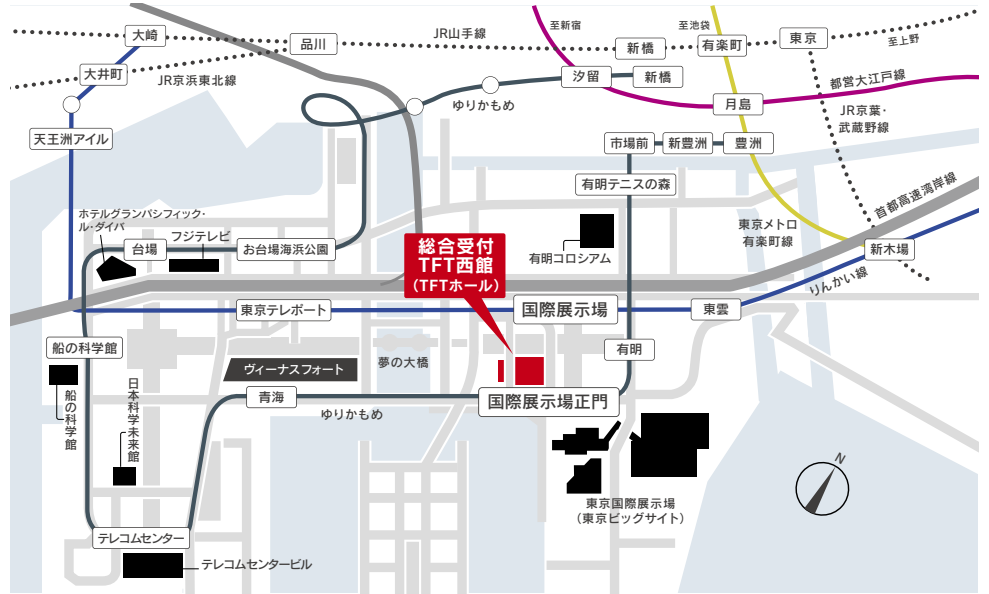 大崎
品川
JR山手線
至新宿
至池袋
新橋
有楽町
東京
至上野
大井町
JR京浜東北線
汐留
新橋
都営大江戸線
ゆりかもめ
月島
JR京葉・
武蔵野線
天王洲アイル
市場前
新豊洲
豊洲
有明テニスの森
首都高速湾岸線
ホテルグランパシフィック・
ル・ダイバ
フジテレビ
台場
お台場海浜公園
総合受付
TFT西館
（TFTホール）
有明コロシアム
東京メトロ
有楽町線
新木場
りんかい線
東京テレポート
国際展示場
東雲
船の科学館
有明
夢の大橋
ヴィーナスフォート
船の科学館
日本科学未来館
青海
ゆりかもめ
国際展示場正門
N
東京国際展示場
（東京ビッグサイト）
テレコムセンター
テレコムセンタービル